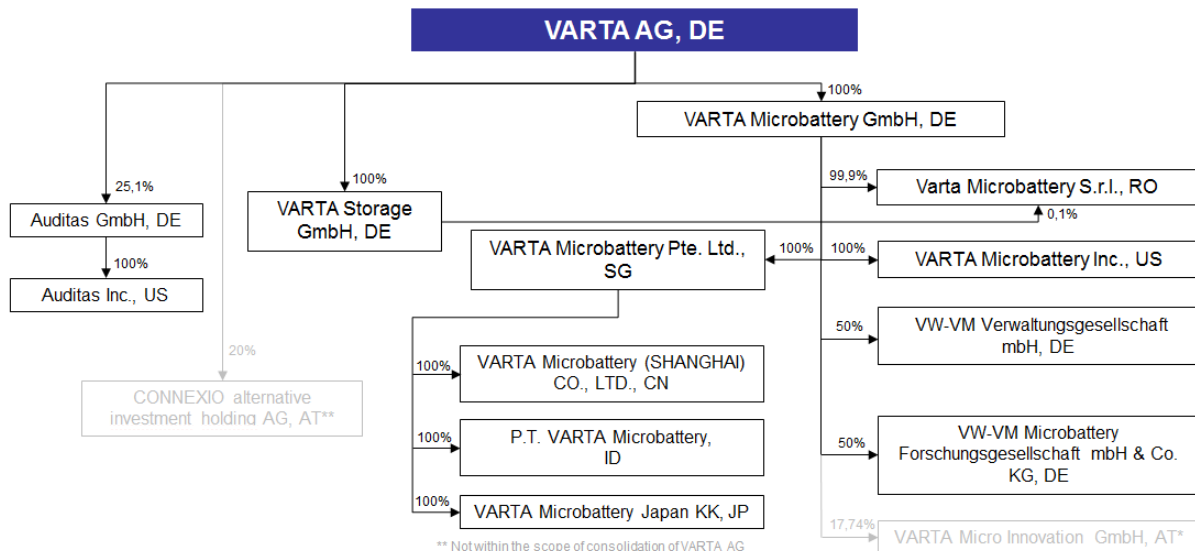 VARTA AG, DE
100%
VARTA Microbattery GmbH, DE
25,1%
Auditas GmbH, DE
100%
Auditas Inc., US
20%
CONNEXIO alternative
investment holding AG, AT**
100%
VARTA Storage
GmbH, DE
99,9%
Varta Microbattery S.r.l., RO
0,1%
VARTA Microbattery Pte. Ltd.,
SG
100%
100%
VARTA Microbattery Inc., US
50%
VW-VM Verwaltungsgesellschaft
mbH, DE
100%
VARTA Microbattery (SHANGHAI)
CO., LTD., CN
100%
P.T. VARTA Microbattery,
ID
50%
VW-VM Microbattery
Forschungsgesellschaft mbH & Co.
KG, DE
100%
VARTA Microbattery Japan KK, JP
17,74%
VARTA Micro Innovation GmbH, AT*
** Not within the scope of consolidation of VARTA AG